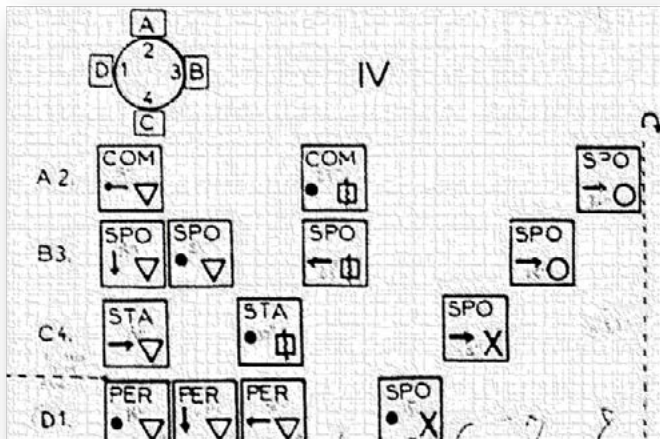 A
2
D 1 3 B
4
C
IV
A2. COM COM SPO
B3. SPO SPO SPO SPO
C4. STA STA SPO
X
D1. PER PER PER SPO
X